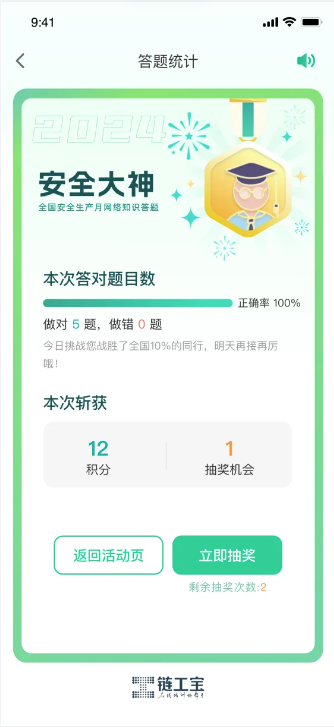 9:41
答题统计
2024
安全大神
全国安全生产月网络知识答题
本次答对题目数
正确率 100%
做对 5 题，做错 0 题
今日挑战您战胜了全国10%的同行，明天再接再厉
哦！
本次斩获
12
积分
1
抽奖机会
返回活动页
立即抽奖
剩余抽奖次数:2
链工宝